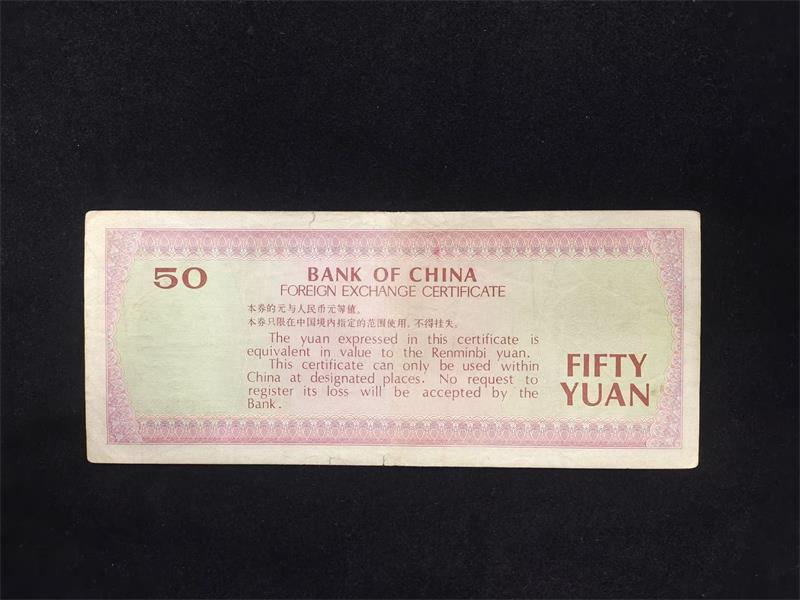 50
BANK OF CHINA
FOREIGN EXCHANGE CERTIFICATE
本券的元与人民币元等值。
本券只限在中国境内指定的范围使用，不得挂失。
The yuan expressed in this certificate is
equivalent in value to the Renminbi yuan.
This certificate can only be used within
China at designated places. No request to
register its loss will be accepted by the
Bank.
FIFTY
YUAN